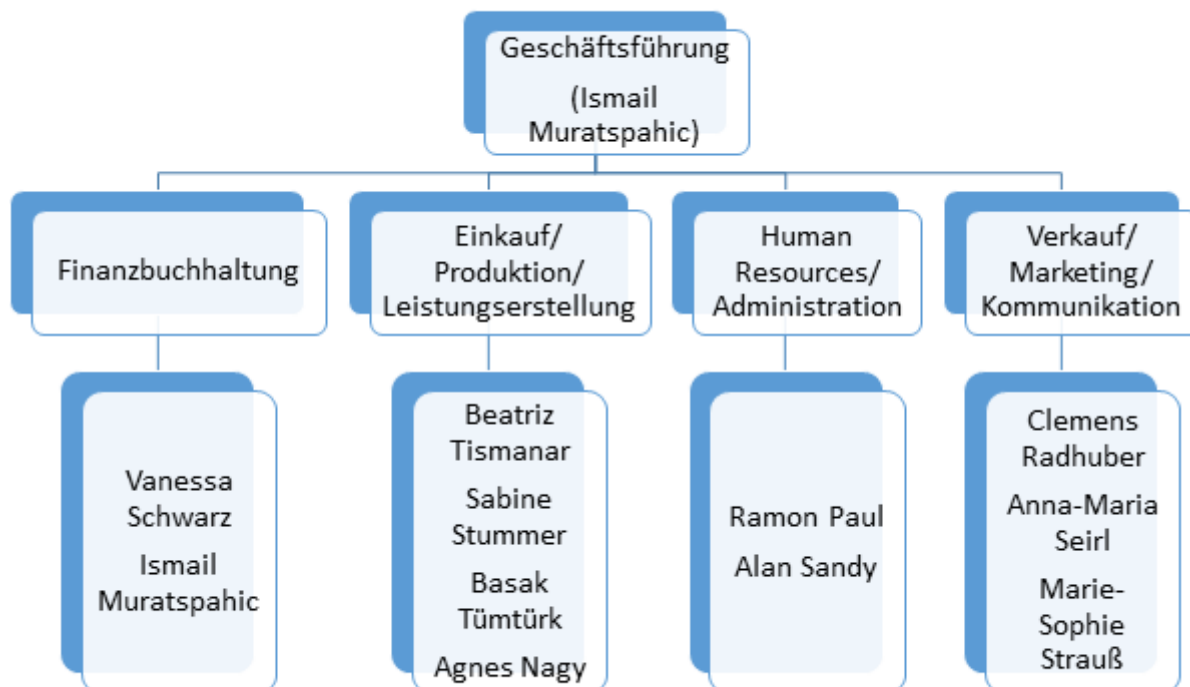 Geschäftsführung
(Ismail
Muratspahic)
Finanzbuchhaltung
Einkauf/
Produktion/
Leistungserstellung
Human
Resources/
Administration
Verkauf/
Marketing/
Kommunikation
Vanessa
Schwarz
Ismail
Muratspahic
Beatriz
Tismanar
Sabine
Stummer
Basak
Tümtürk
Agnes Nagy
Ramon Paul
Alan Sandy
Clemens
Radhuber
Anna-Maria
Seirl
Marie-
Sophie
Strauß